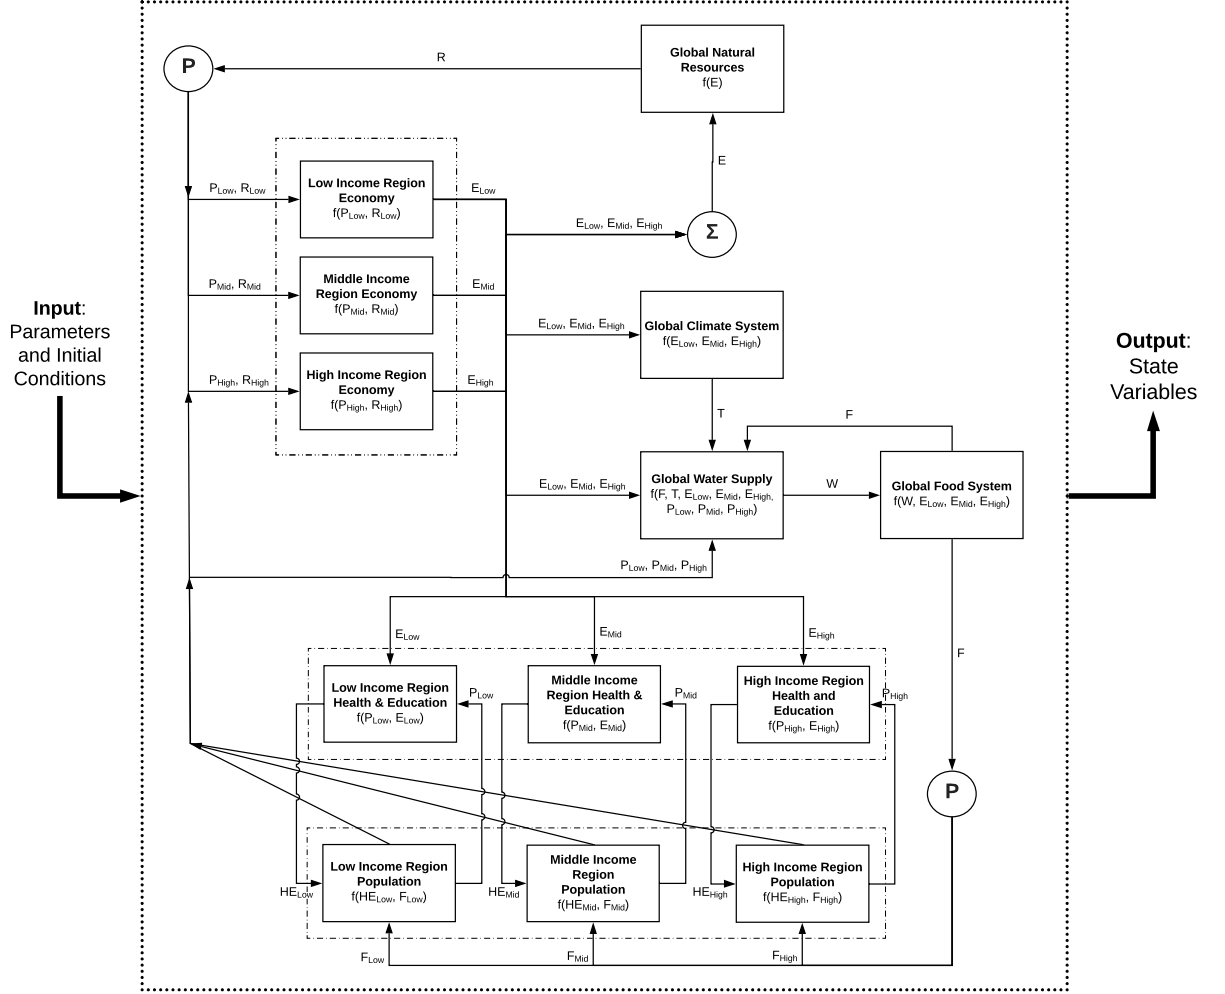 P
R
Global Natural
Resources
f(E)
E
Low Income Region
Economy
f(PLow, RLow)
PLow, RLow
ELow
ELow, EMid, EHigh
Σ
Middle Income
Region Economy
f(PMid, RMid)
PMid, RMid
EMid
Input:
Parameters
and Initial
Conditions
ELow, EMid, EHigh
Global Climate System
f(ELow, EMid, EHigh)
Output:
State
Variables
High Income Region
Economy
f(PHigh, RHigh)
PHigh, RHigh
EHigh
T
F
ELow, EMid, EHigh
Global Water Supply
f(F, T, ELow, EMid, EHigh,
PLow, PMid, PHigh)
W
Global Food System
f(W, ELow, EMid, EHigh)
PLow, PMid, PHigh
ELow
EMid
EHigh
F
Low Income Region
Health & Education
f(PLow, ELow)
PLow
Middle Income
Region Health &
Education
f(PMid, EMid)
PMid
High Income Region
Health and
Education
f(PHigh, EHigh)
PHigh
P
HELow
Low Income Region
Population
f(HELow, FLow)
HEMid
Middle Income
Region
Population
f(HEMid, FMid)
HEHigh
High Income Region
Population
f(HEHigh, FHigh)
FLow
FMid
FHigh